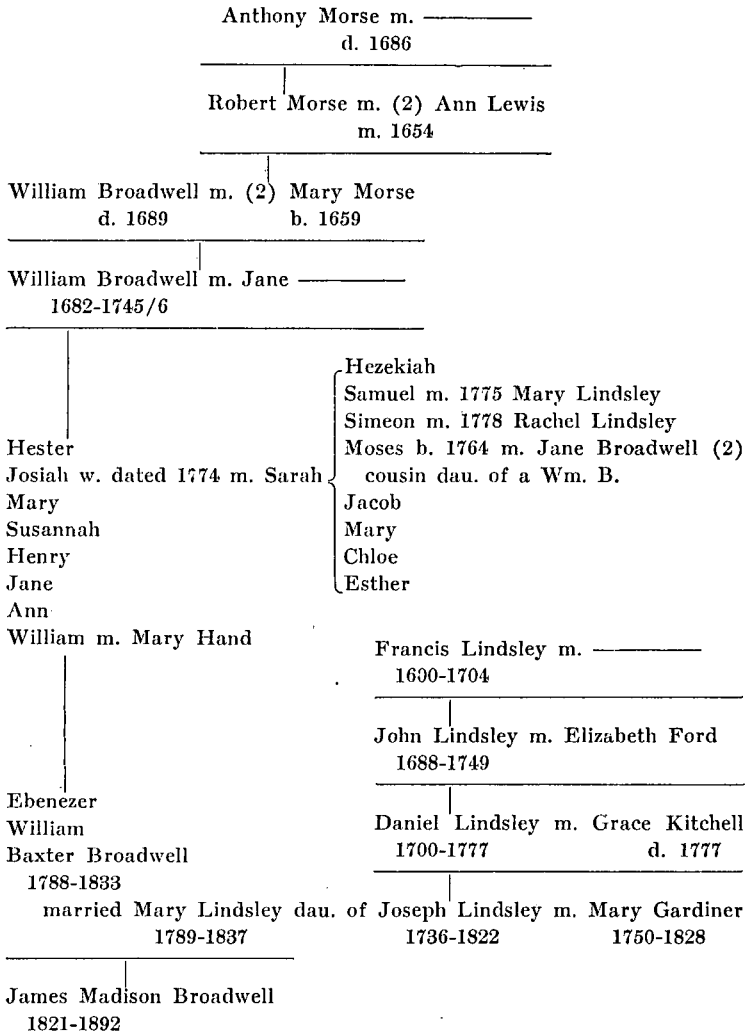 Anthony Morse m. ————
d. 1686
Robert Morse m. (2) Ann Lewis
m. 1654
William Broadwell m. (2) Mary Morse
d. 1689 b. 1659
William Broadwell m. Jane ————
1682-1745/6
Hezekiah
Samuel m. 1775 Mary Lindsley
Simeon m. 1778 Rachel Lindsley
Hester
Moses b. 1764 m. Jane Broadwell (2)
Josiah w. dated 1774 m. Sarah
cousin dau. of a Wm. B.
Mary
Jacob
Susannah
Mary
Henry
Chloe
Jane
Esther
Ann
William m. Mary Hand
Francis Lindsley m. ————
1600-1704
John Lindsley m. Elizabeth Ford
1688-1749
Ebenezer
William
Daniel Lindsley m. Grace Kitchell
Baxter Broadwell
1700-1777 d. 1777
1788-1833
married Mary Lindsley dau. of Joseph Lindsley m. Mary Gardiner
1789-1837 1736-1822 1750-1828
James Madison Broadwell
1821-1892